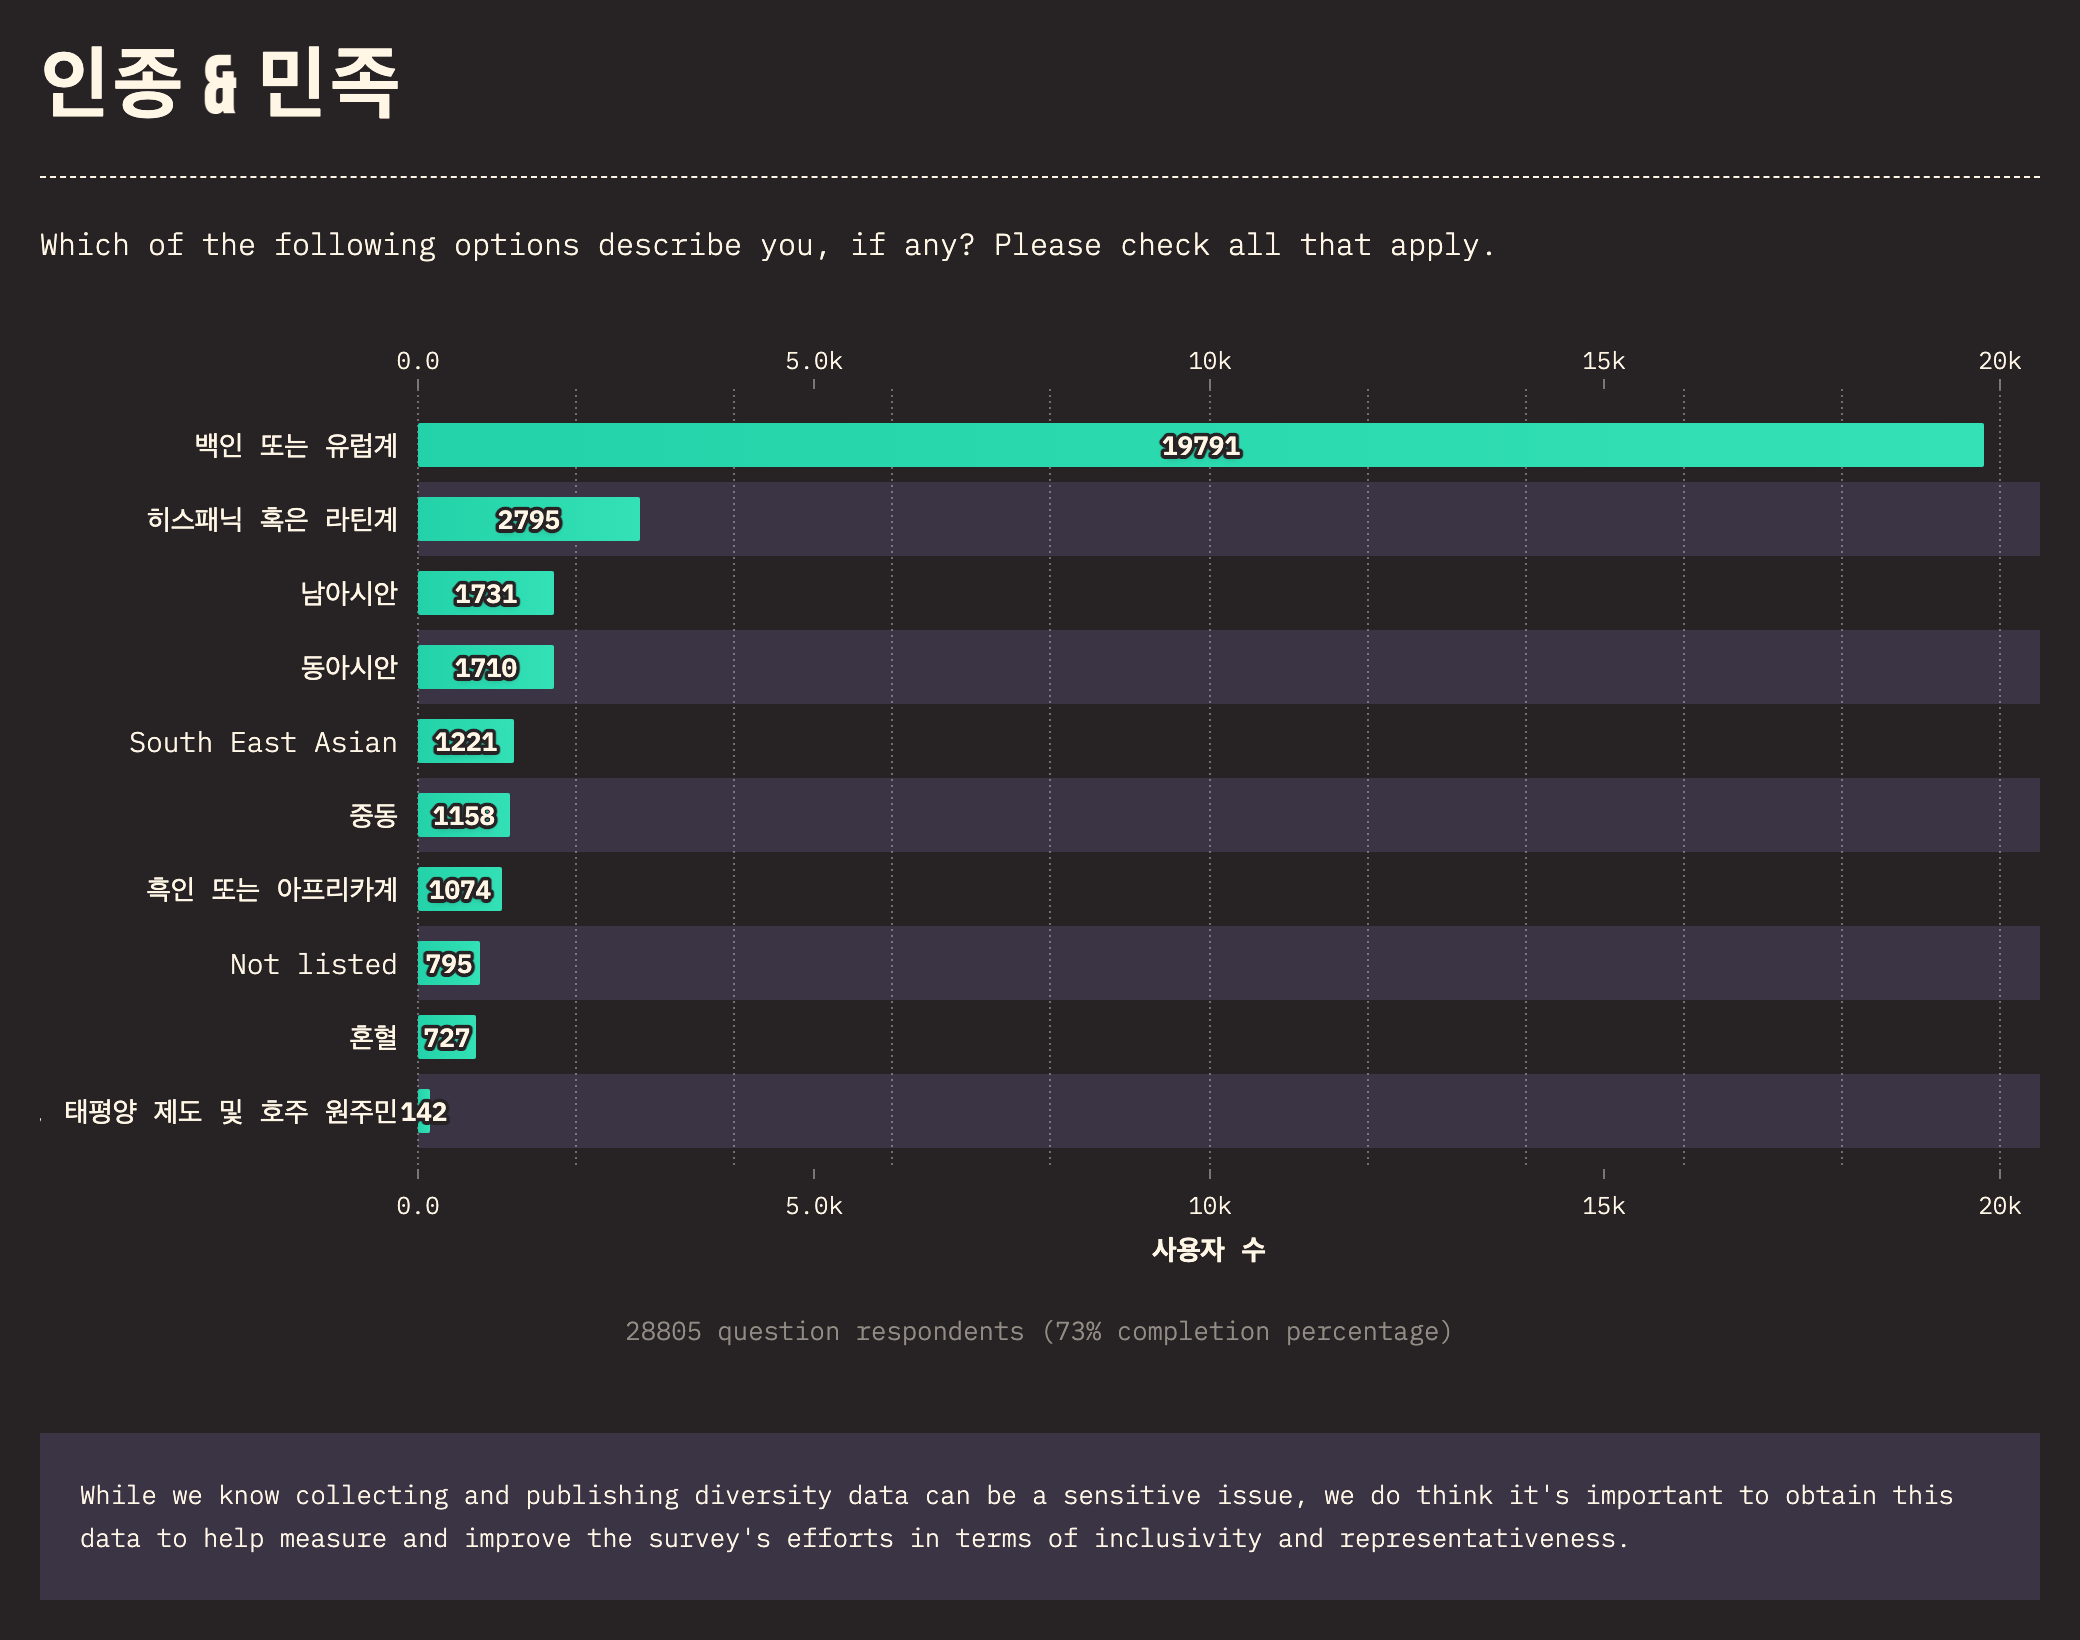 인종 & 민족
Which of the following options describe you, if any? Please check all that apply.
0.0 5.0k 10k 15k 20k
백인 또는 유럽계 19791
히스패닉 혹은 라틴계 2795
남아시안 1731
동아시안 1710
South East Asian 1221
중동 1158
흑인 또는 아프리카계 1074
Not listed 795
혼혈 727
태평양 제도 및 호주 원주민 142
0.0 5.0k 10k 15k 20k
사용자 수
28805 question respondents (73% completion percentage)
While we know collecting and publishing diversity data can be a sensitive issue, we do think it's important to obtain this
data to help measure and improve the survey's efforts in terms of inclusivity and representativeness.